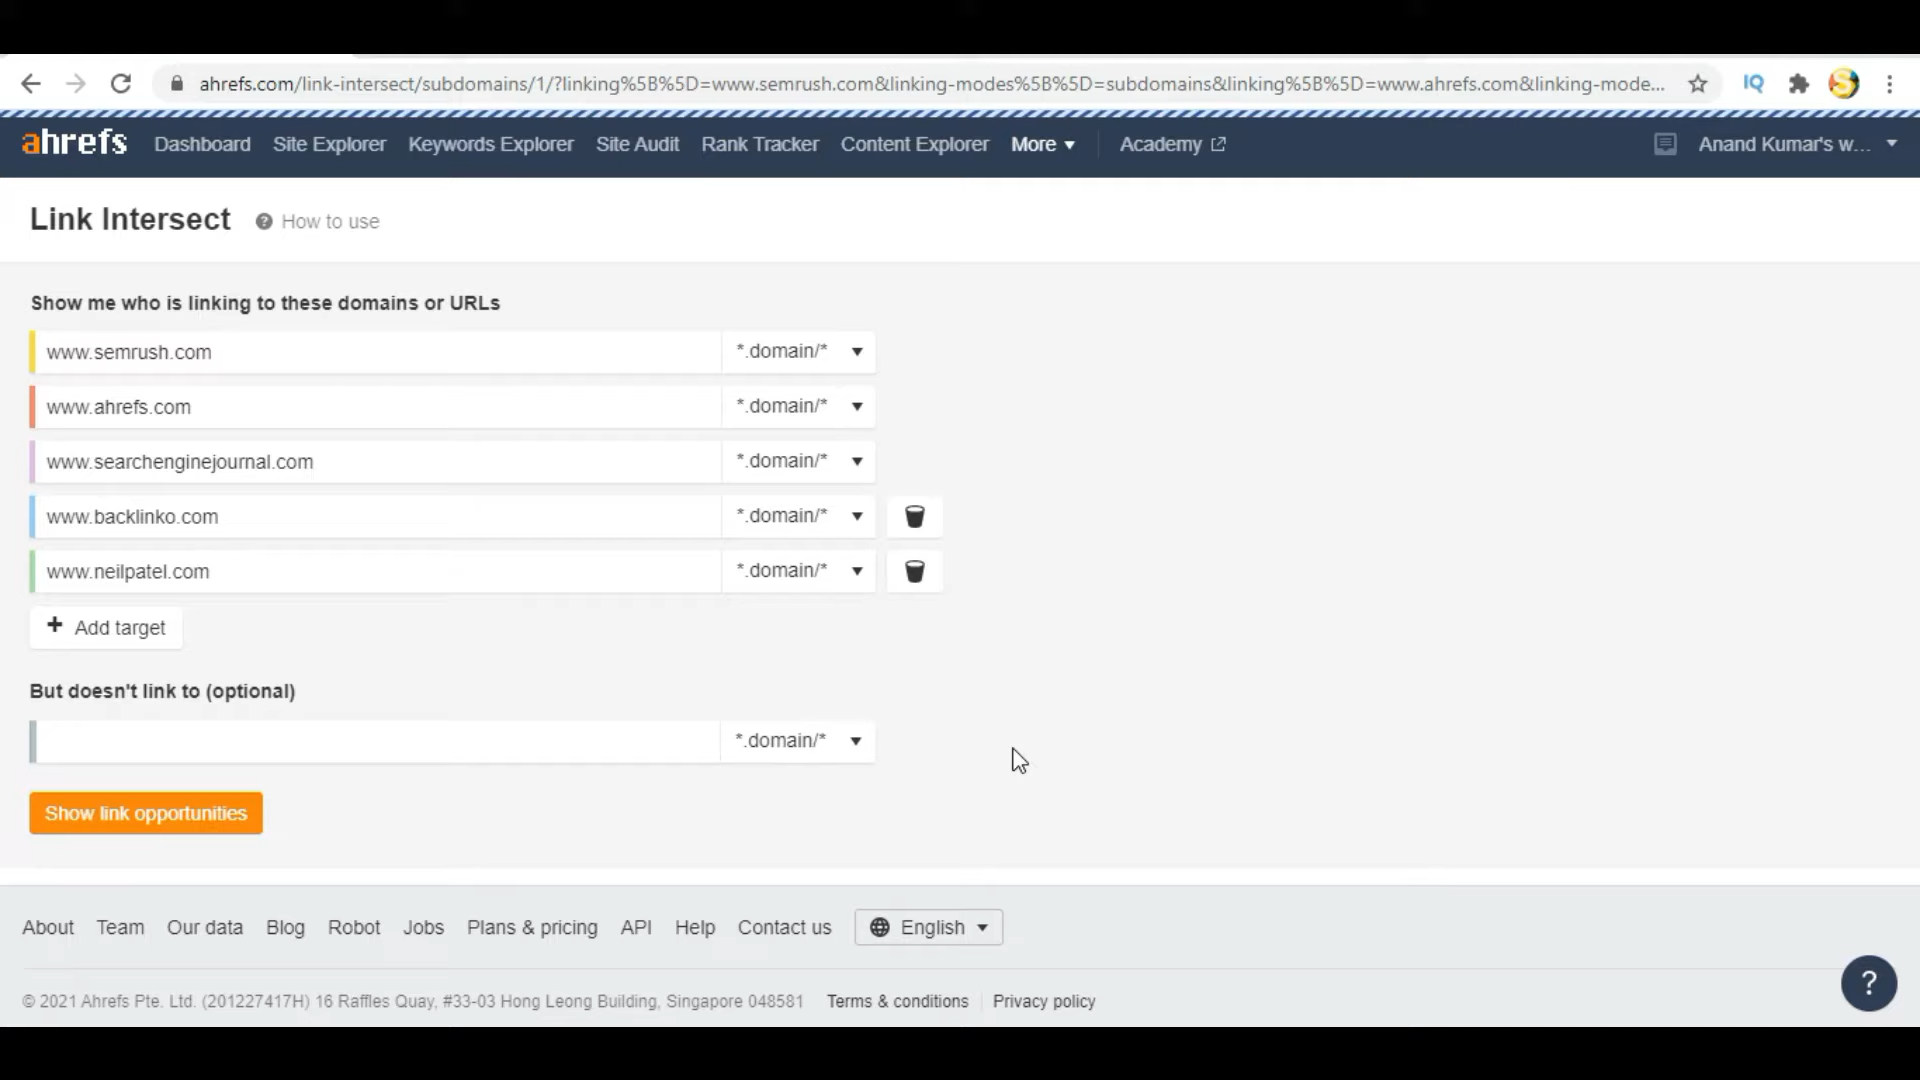 ahrefs.com/link-intersect/subdomains/1/?linking%5B%5D=www.semrush.com&linking-modes%5B%5D=subdomains&linking%5B%5D=www.ahrefs.com&linking-mode...
IQ
ahrefs Dashboard Site Explorer Keywords Explorer Site Audit Rank Tracker Content Explorer More Academy Anand Kumar's w...
Link Intersect ? How to use
Show me who is linking to these domains or URLs
www.semrush.com *.domain/*
www.ahrefs.com *.domain/*
www.searchenginejournal.com *.domain/*
www.backlinko.com *.domain/*
www.neilpatel.com *.domain/*
+ Add target
But doesn't link to (optional)
*.domain/*
Show link opportunities
About Team Our data Blog Robot Jobs Plans & pricing API Help Contact us English
?
© 2021 Ahrefs Pte. Ltd. (201227417H) 16 Raffles Quay, #33-03 Hong Leong Building, Singapore 048581 Terms & conditions Privacy policy